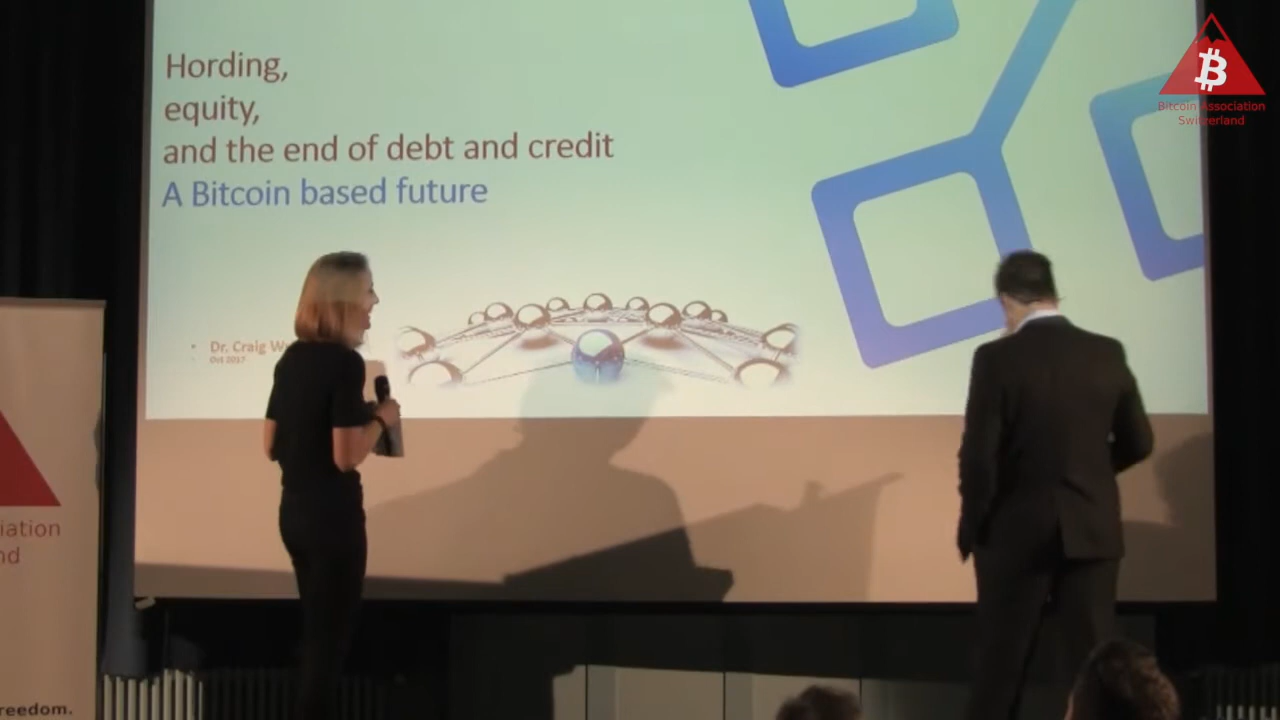 Hording,
equity,
and the end of debt and credit
A Bitcoin based future
Dr. Craig
Oct 2017
Bitcoin Association
Switzerland
iation
nd
reedom.